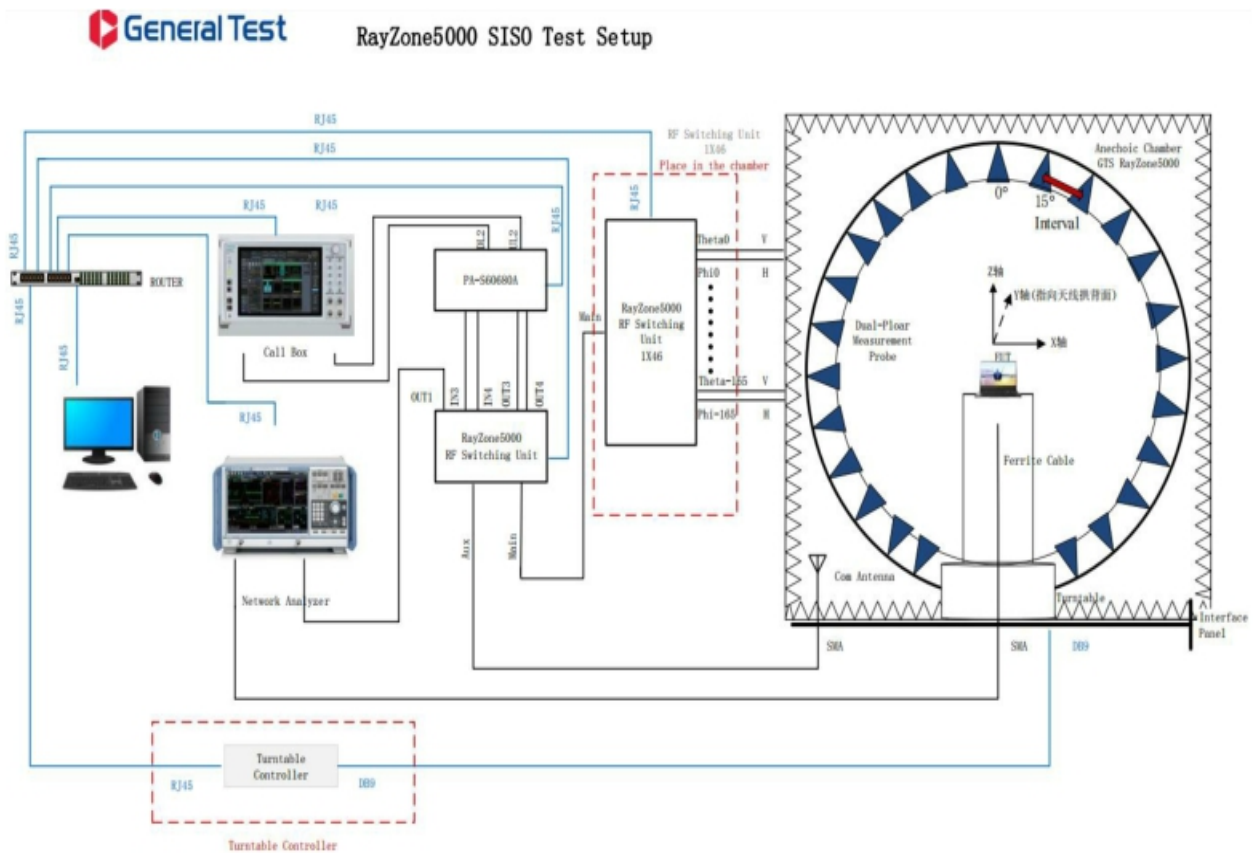 General Test
RayZone5000 SISO Test Setup
RJ45
RJ45
RJ45
RJ45
RJ45
RJ45
RJ45
RJ45
RJ45
RJ45
ROUTER
Call Box
Network Analyzer
DL2
UL2
PA-S60680A
OUT1
IN3
IN4
OUT3
OUT4
RayZone5000
RF Switching Unit
Aux
Main
Main
RF Switching Unit
1X46
Place in the chamber
RayZone5000
RF Switching
Unit
1X46
Theta0 V
Phi0 H
Theta-165 V
Phi-165 H
Anechoic Chamber
GTS RayZone5000
0°
15°
Interval
Z轴
Y轴(指向天线拱背面)
X轴
Dual-Ploar
Measurement
Probe
EUT
Ferrite Cable
Com Antenna
Turntable
Interface
Panel
SMA
SMA
DB9
Turntable
Controller
RJ45
DB9
Turntable Controller